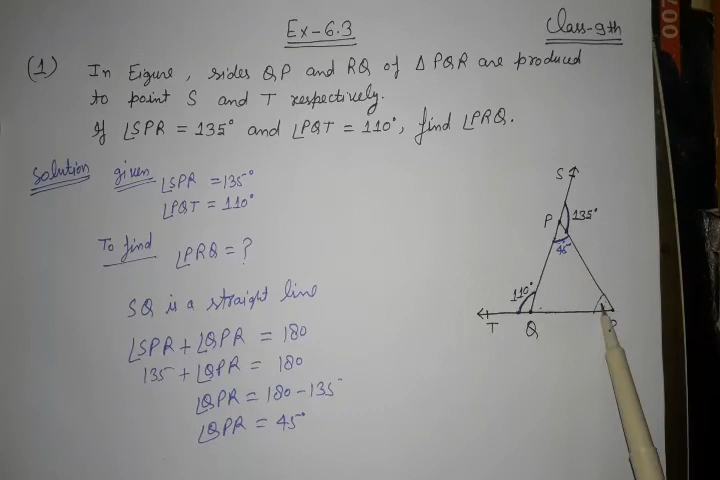 Ex-6.3
Class-9th
007
(1) In Eigure, sides QP and RQ of Δ PQR are produced
to point S and T respectively.
If ∠SPR = 135° and ∠PQT = 110°, find ∠PRQ.
Solution given ∠SPR = 135°
∠PQT = 110°
To find ∠PRQ = ?
SQ is a straight line
∠SPR + ∠QPR = 180
135 + ∠QPR = 180
∠QPR = 180 - 135
∠QPR = 45°
S
P 135°
45°
110°
T Q